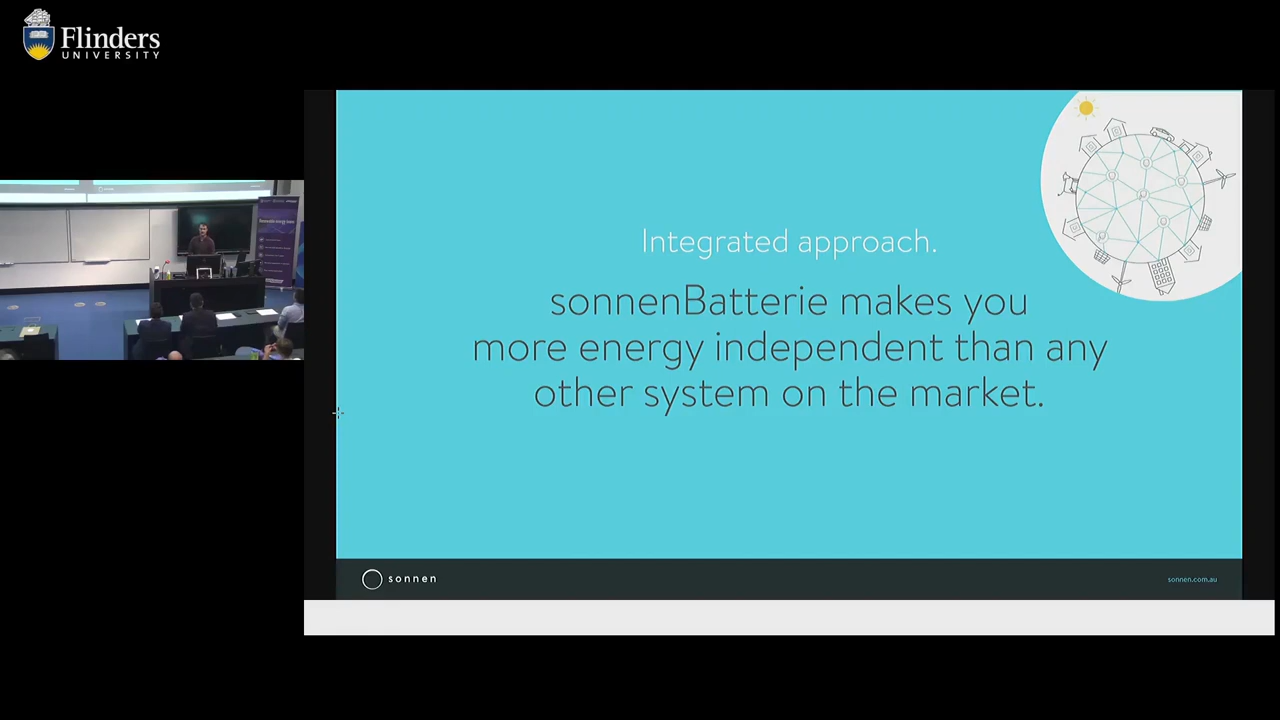 Flinders
UNIVERSITY
Integrated approach.
sonnenBatterie makes you
more energy independent than any
other system on the market.
sonnen
sonnen.com.au